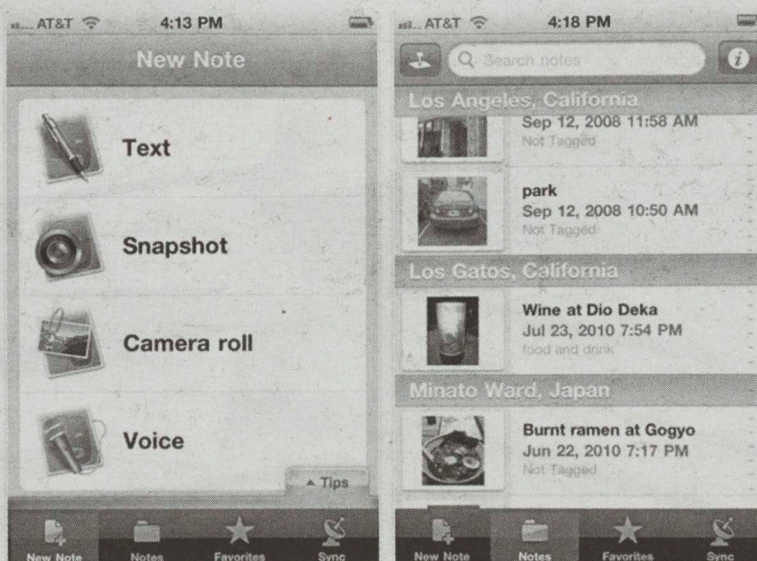 AT&T 4:13 PM
New Note
Text
Snapshot
Camera roll
Voice
Tips
New Note Notes Favorites Sync
AT&T 4:18 PM
Search notes
Los Angeles, California
Sep 12, 2008 11:58 AM
Not Tagged
park
Sep 12, 2008 10:50 AM
Not Tagged
Los Gatos, California
Wine at Dio Deka
Jul 23, 2010 7:54 PM
food and drink
Minato Ward, Japan
Burnt ramen at Gogyo
Jun 22, 2010 7:17 PM
Not Tagged
New Note Notes Favorites Sync